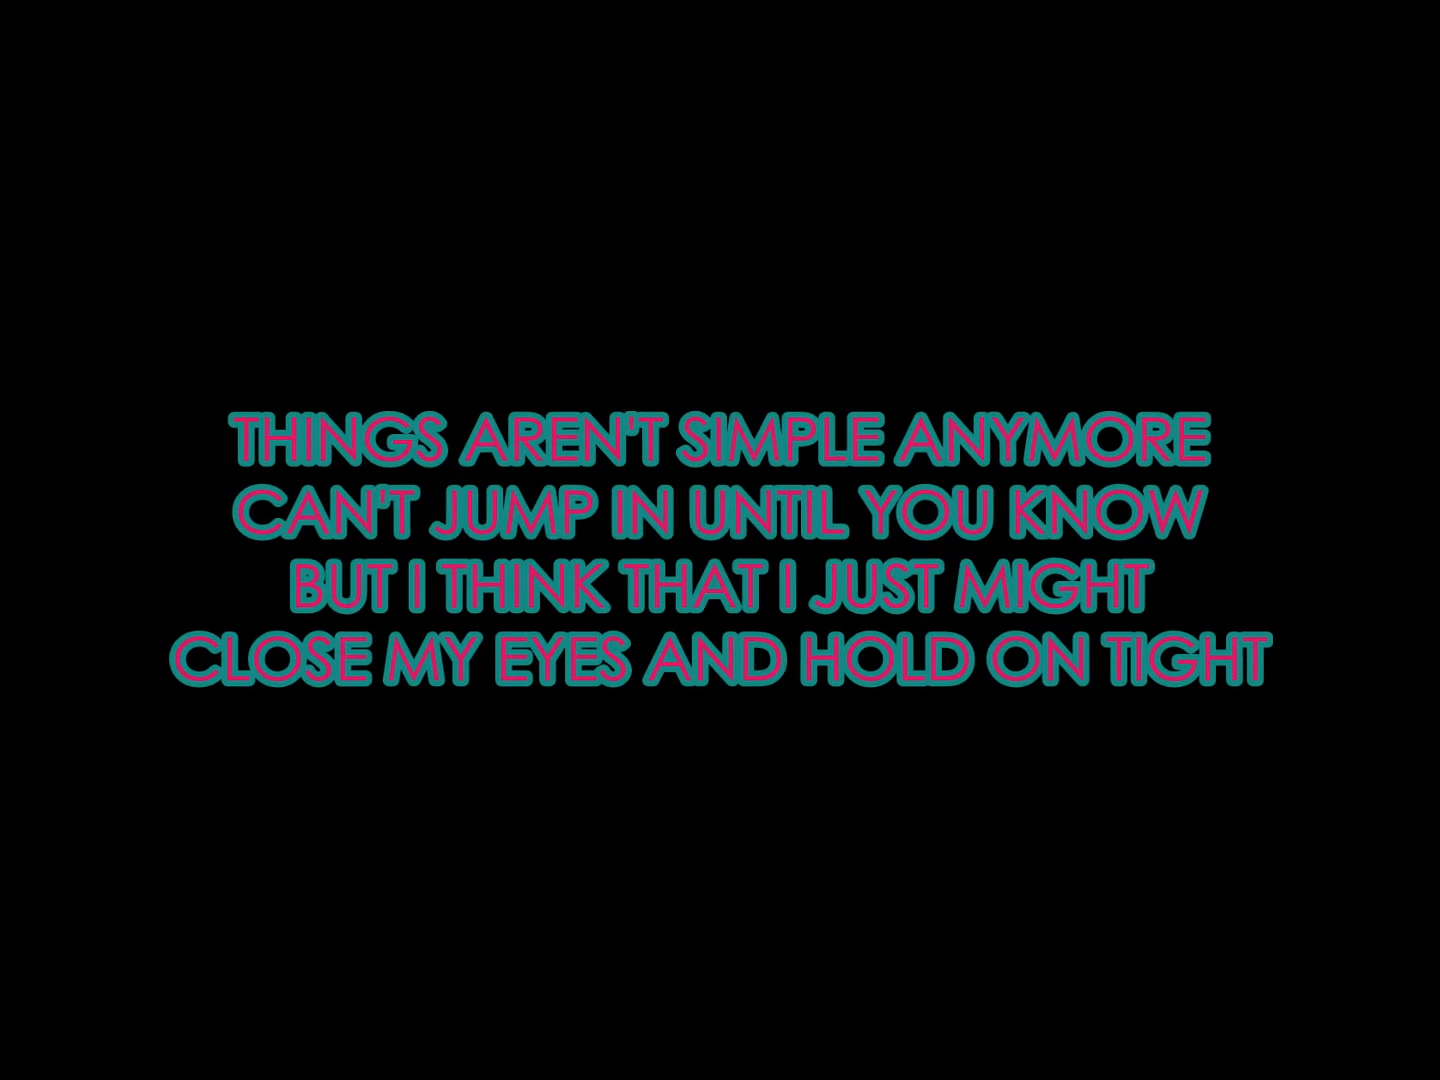 THINGS AREN'T SIMPLE ANYMORE
CAN'T JUMP IN UNTIL YOU KNOW
BUT I THINK THAT I JUST MIGHT
CLOSE MY EYES AND HOLD ON TIGHT